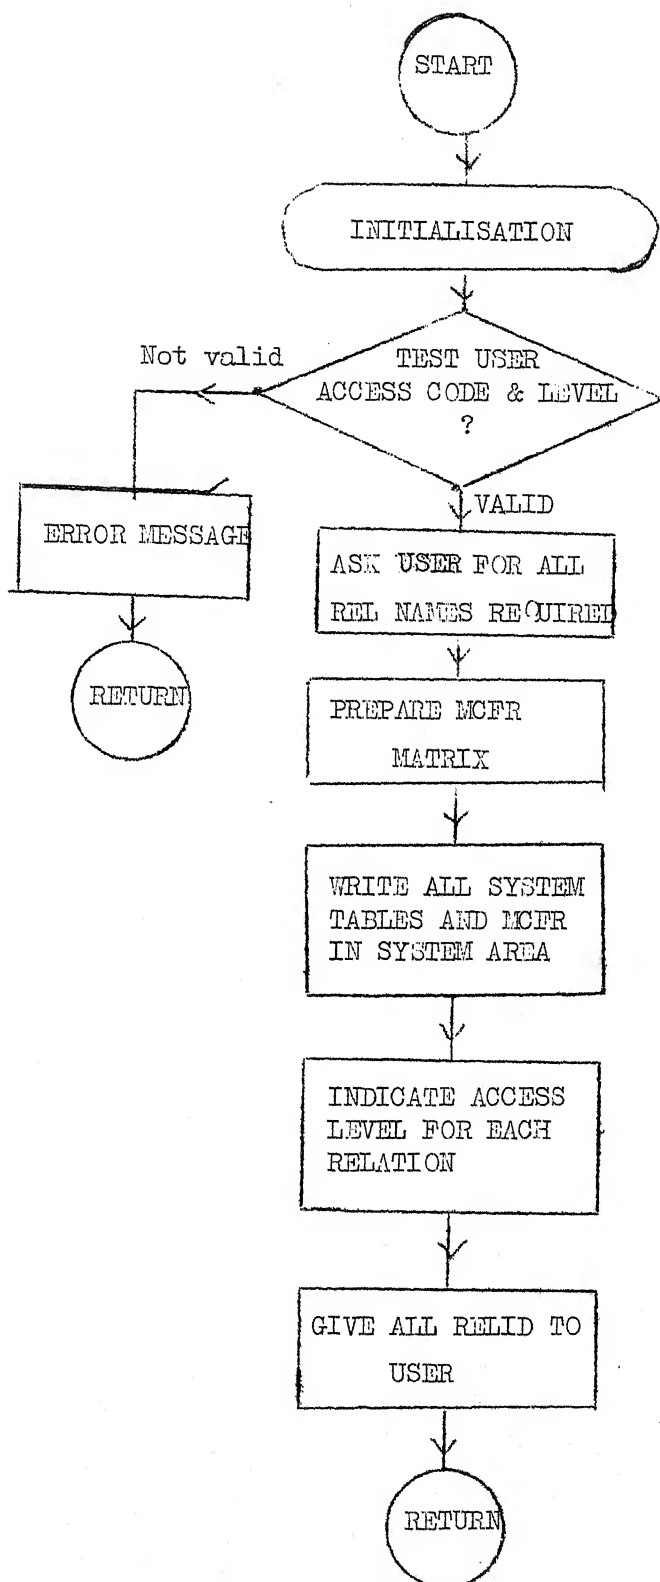 START
INITIALISATION
Not valid
TEST USER
ACCESS CODE & LEVEL
?
VALID
ERROR MESSAGE
ASK USER FOR ALL
REL NAMES REQUIRED
RETURN
PREPARE MCFR
MATRIX
WRITE ALL SYSTEM
TABLES AND MCFR
IN SYSTEM AREA
INDICATE ACCESS
LEVEL FOR EACH
RELATION
GIVE ALL RELID TO
USER
RETURN